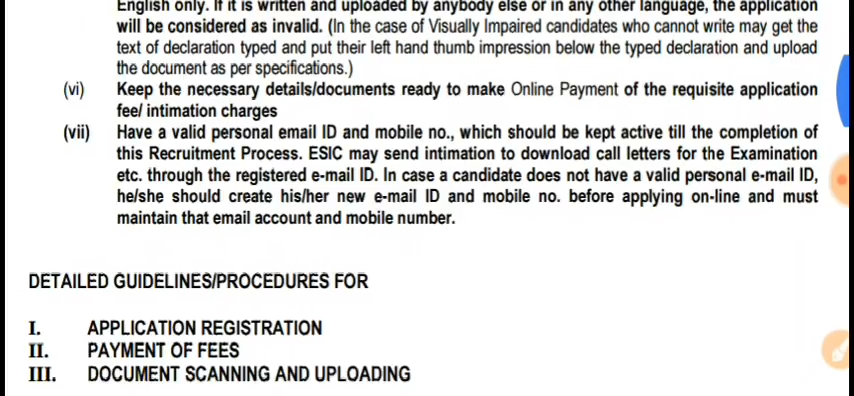 English only. If it is written and uploaded by anybody else or in any other language, the application
will be considered as invalid. (In the case of Visually Impaired candidates who cannot write may get the
text of declaration typed and put their left hand thumb impression below the typed declaration and upload
the document as per specifications.)
(vi) Keep the necessary details/documents ready to make Online Payment of the requisite application
fee/ intimation charges
(vii) Have a valid personal email ID and mobile no., which should be kept active till the completion of
this Recruitment Process. ESIC may send intimation to download call letters for the Examination
etc. through the registered e-mail ID. In case a candidate does not have a valid personal e-mail ID,
he/she should create his/her new e-mail ID and mobile no. before applying on-line and must
maintain that email account and mobile number.
DETAILED GUIDELINES/PROCEDURES FOR
I. APPLICATION REGISTRATION
II. PAYMENT OF FEES
III. DOCUMENT SCANNING AND UPLOADING